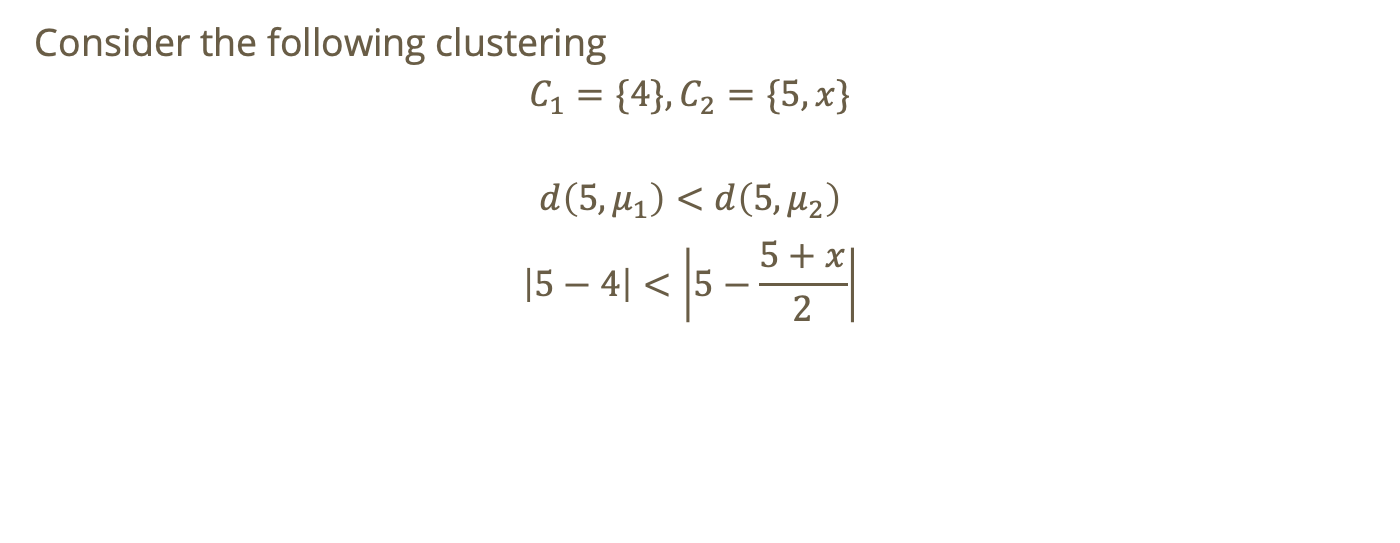 Consider the following clustering
C₁ = {4}, C₂ = {5, x}
d(5, μ₁) < d(5, μ₂)
|5 − 4| < |5 − (5 + x)/2|